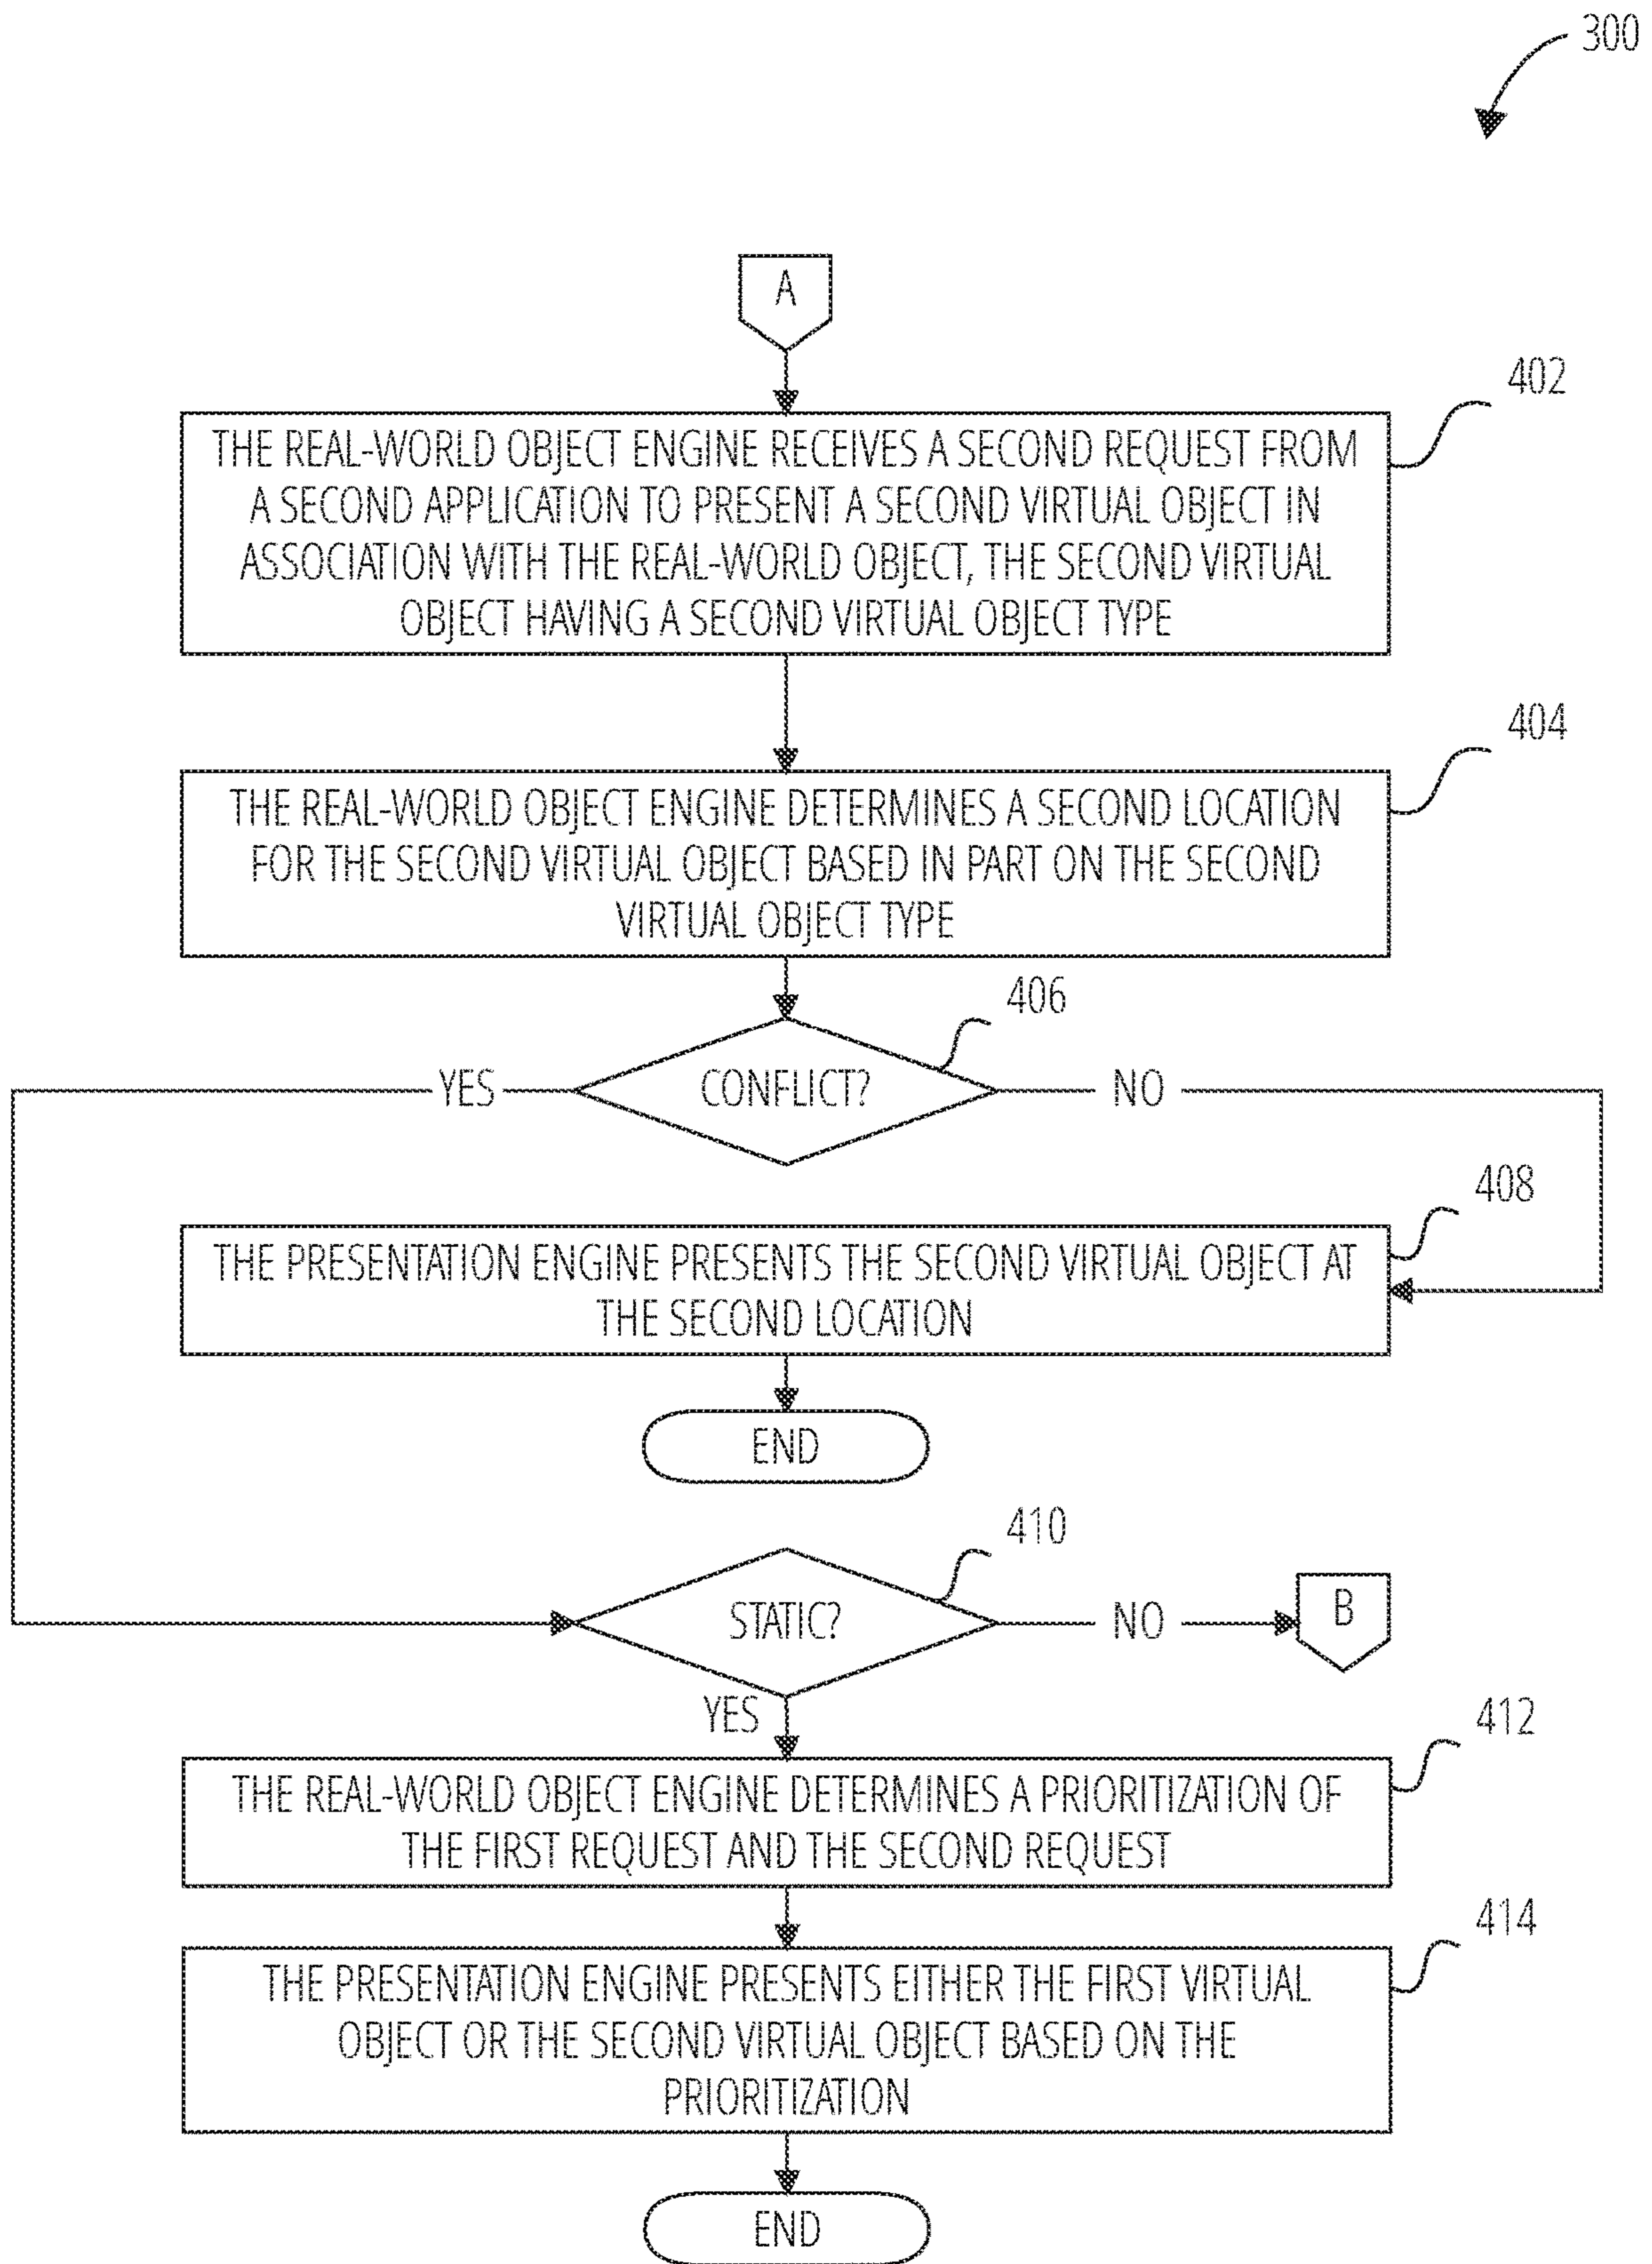 300
A
402
THE REAL-WORLD OBJECT ENGINE RECEIVES A SECOND REQUEST FROM
A SECOND APPLICATION TO PRESENT A SECOND VIRTUAL OBJECT IN
ASSOCIATION WITH THE REAL-WORLD OBJECT, THE SECOND VIRTUAL
OBJECT HAVING A SECOND VIRTUAL OBJECT TYPE
404
THE REAL-WORLD OBJECT ENGINE DETERMINES A SECOND LOCATION
FOR THE SECOND VIRTUAL OBJECT BASED IN PART ON THE SECOND
VIRTUAL OBJECT TYPE
406
YES
CONFLICT?
NO
408
THE PRESENTATION ENGINE PRESENTS THE SECOND VIRTUAL OBJECT AT
THE SECOND LOCATION
END
410
STATIC?
NO
B
YES
412
THE REAL-WORLD OBJECT ENGINE DETERMINES A PRIORITIZATION OF
THE FIRST REQUEST AND THE SECOND REQUEST
414
THE PRESENTATION ENGINE PRESENTS EITHER THE FIRST VIRTUAL
OBJECT OR THE SECOND VIRTUAL OBJECT BASED ON THE
PRIORITIZATION
END